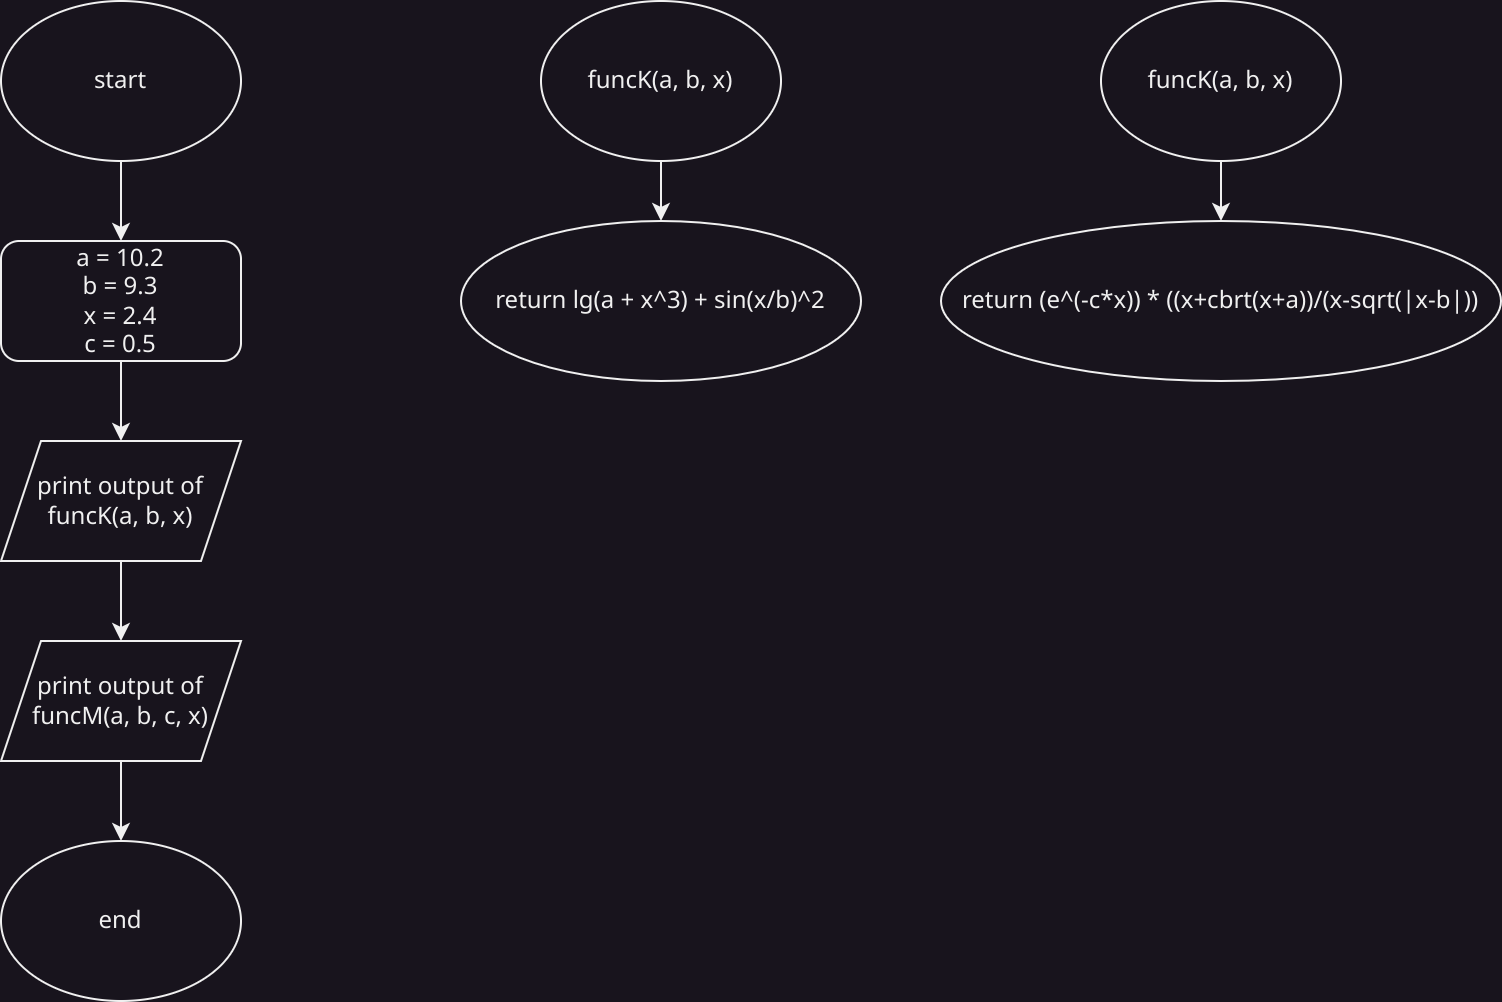 start
a = 10.2
b = 9.3
x = 2.4
c = 0.5
print output of
funcK(a, b, x)
print output of
funcM(a, b, c, x)
end
funcK(a, b, x)
return lg(a + x^3) + sin(x/b)^2
funcK(a, b, x)
return (e^(-c*x)) * ((x+cbrt(x+a))/(x-sqrt(|x-b|))